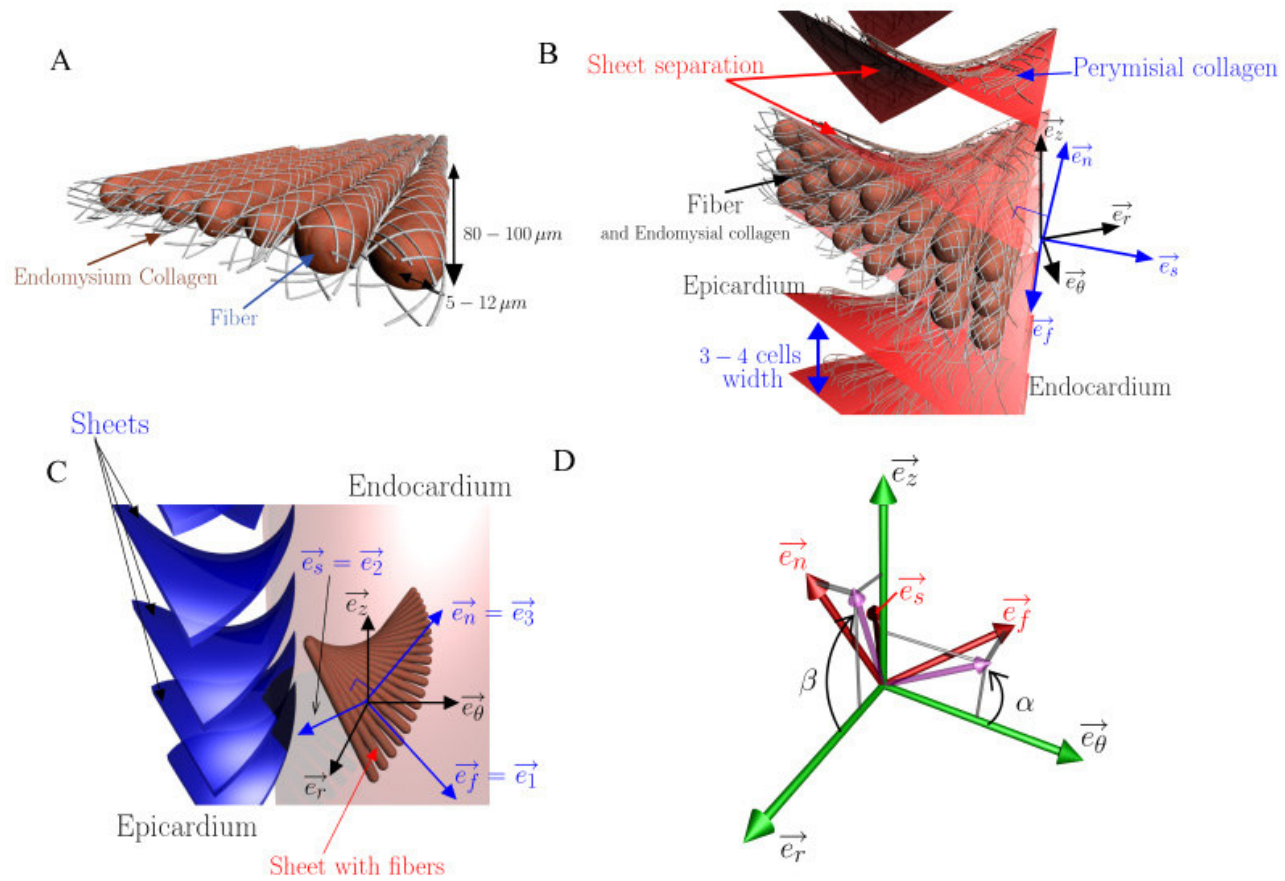 A
80 – 100 μm
Endomysium Collagen
5 – 12 μm
Fiber
B
Sheet separation
Perymisial collagen
e_z
e_n
Fiber
and Endomysial collagen
e_r
e_s
e_θ
Epicardium
e_f
3 – 4 cells
width
Endocardium
Sheets
C
Endocardium
e_s = e_2
e_z
e_n = e_3
e_θ
e_r
e_f = e_1
Epicardium
Sheet with fibers
D
e_z
e_n
e_s
e_f
β
α
e_θ
e_r